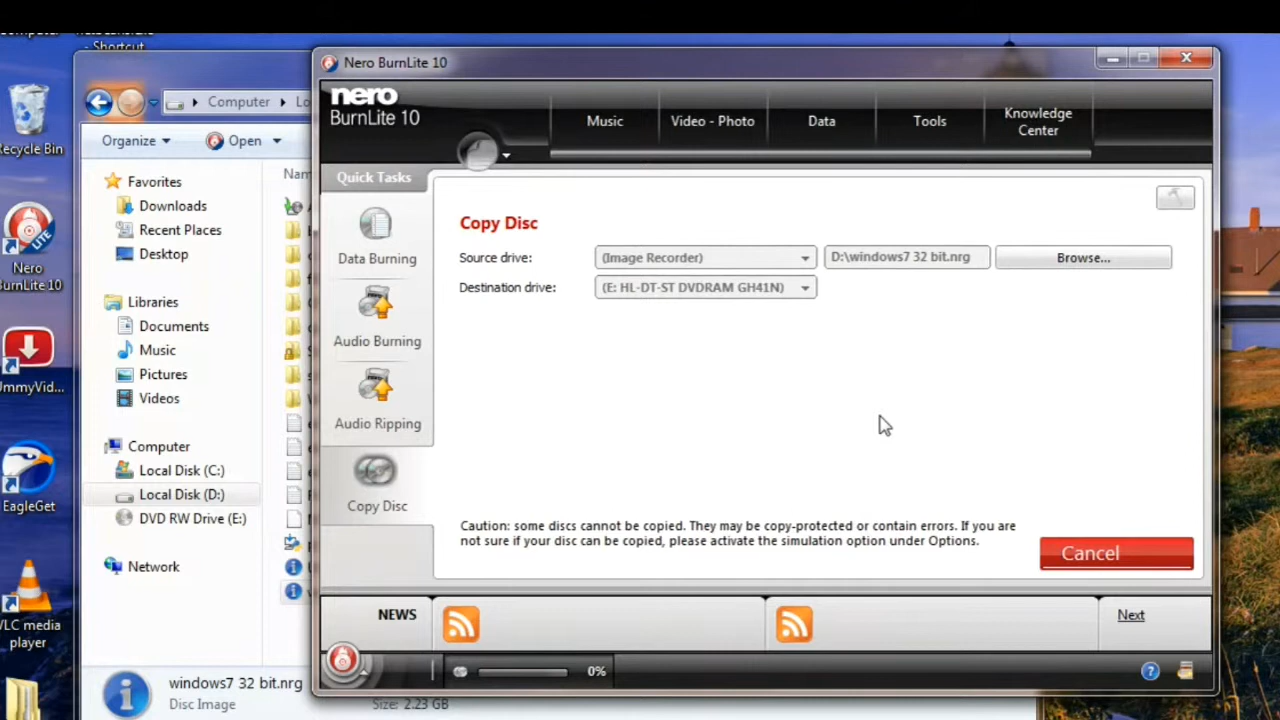 - Shortcut
Recycle Bin
Nero
BurnLite 10
EagleGet
VLC media
player
Computer
Organize
Open
Favorites
Downloads
Recent Places
Desktop
Libraries
Documents
Music
Pictures
Videos
Computer
Local Disk (C:)
Local Disk (D:)
DVD RW Drive (E:)
Network
windows7 32 bit.nrg
Disc Image
Size: 2.23 GB
Nero BurnLite 10
nero
BurnLite 10
Music
Video - Photo
Data
Tools
Knowledge
Center
Quick Tasks
Data Burning
Audio Burning
Audio Ripping
Copy Disc
Copy Disc
Source drive:
(Image Recorder)
D:\windows7 32 bit.nrg
Browse...
Destination drive:
(E: HL-DT-ST DVDRAM GH41N)
Caution: some discs cannot be copied. They may be copy-protected or contain errors. If you are
not sure if your disc can be copied, please activate the simulation option under Options.
Cancel
NEWS
Next
0%